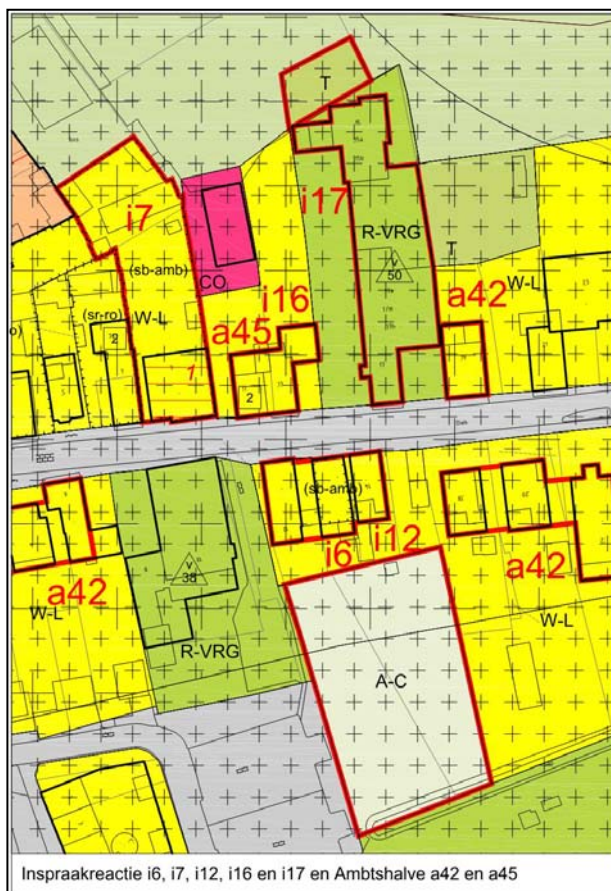 T
i7
i17
R-VRG
v
50
(sb-amb)
CO
T
W-L
i16
a42
(sr-ro)
W-L
a45
2
1
2
(sb-amb)
i6
i12
a42
v
38
a42
W-L
W-L
R-VRG
A-C
Inspraakreactie i6, i7, i12, i16 en i17 en Ambtshalve a42 en a45